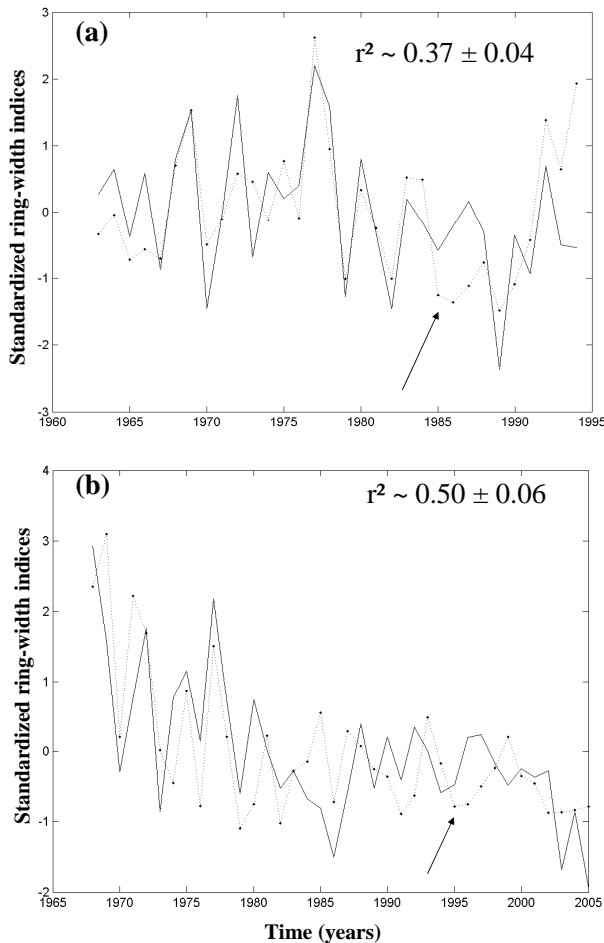 (a)
r² ~ 0.37 ± 0.04
Standardized ring-width indices
3
2
1
0
-1
-2
-3
1960 1965 1970 1975 1980 1985 1990 1995
(b)
r² ~ 0.50 ± 0.06
Standardized ring-width indices
4
3
2
1
0
-1
-2
1965 1970 1975 1980 1985 1990 1995 2000 2005
Time (years)